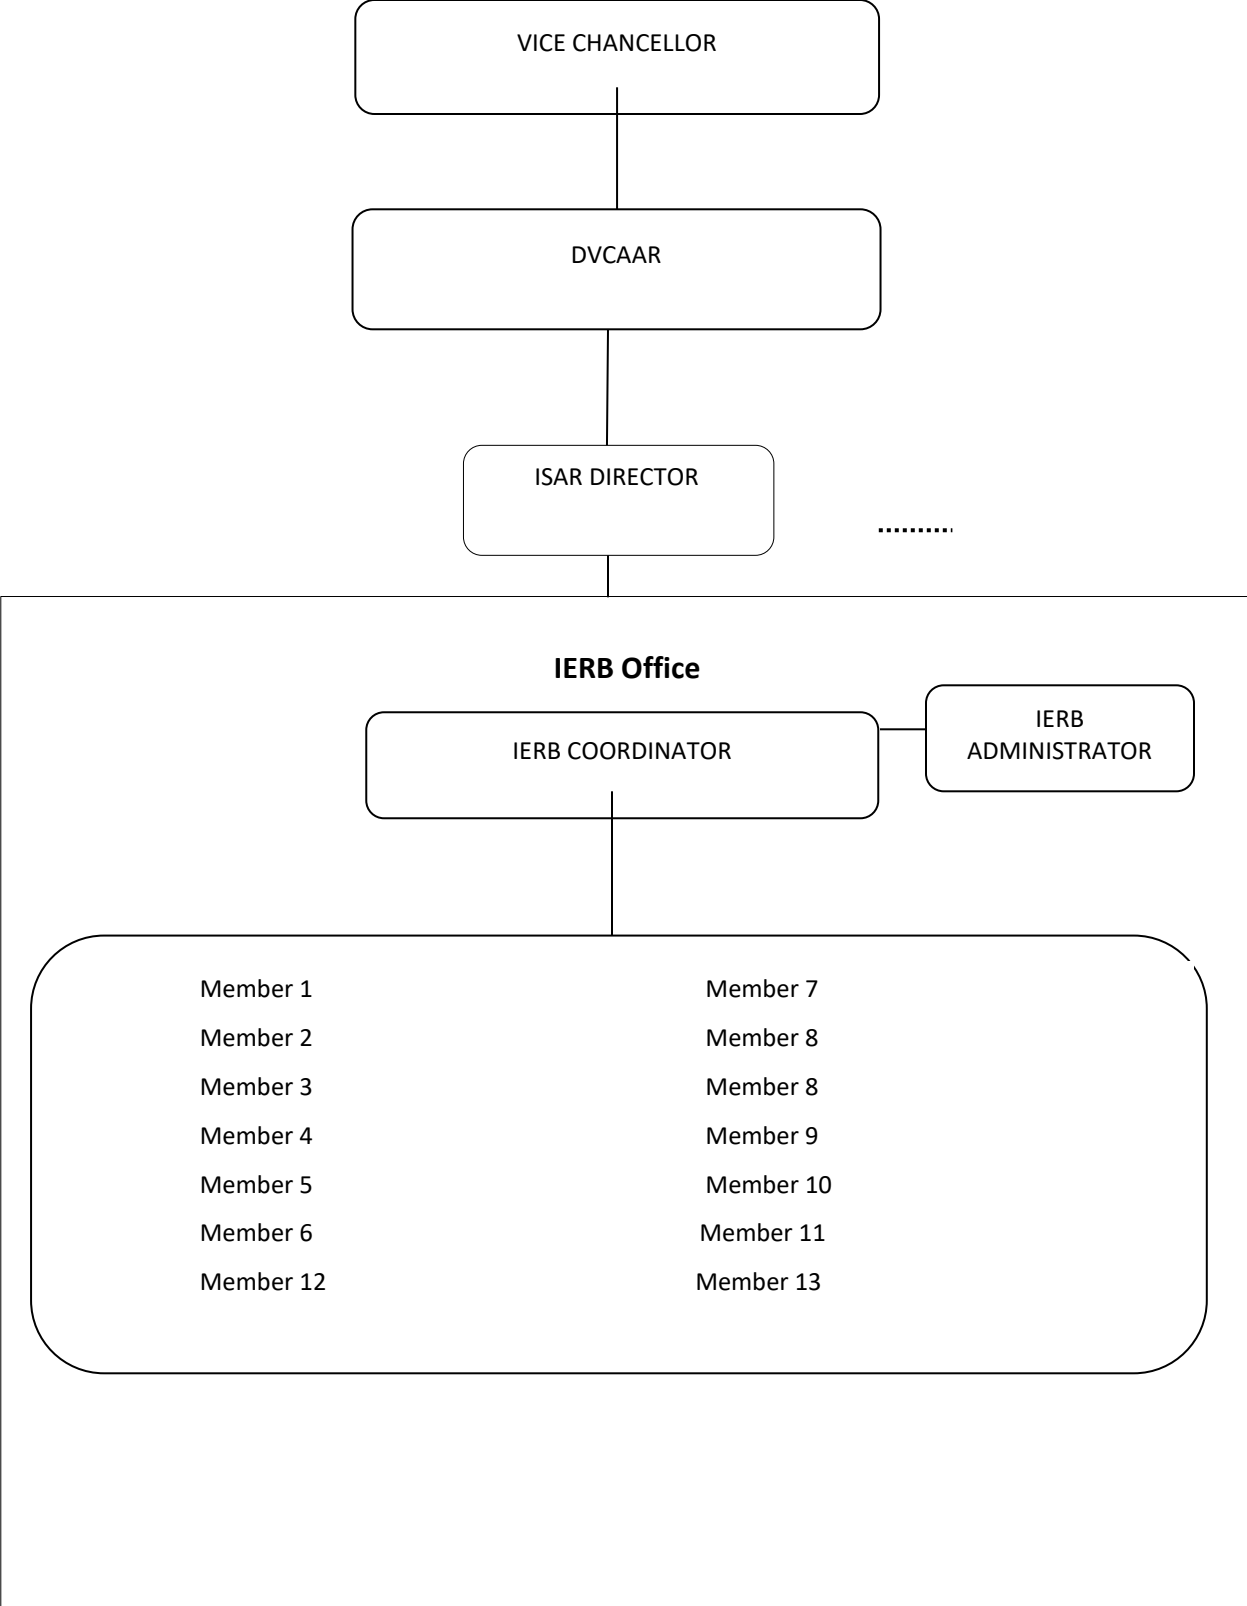 VICE CHANCELLOR
DVCAAR
ISAR DIRECTOR
..........
IERB Office
IERB COORDINATOR
IERB
ADMINISTRATOR
Member 1
Member 2
Member 3
Member 4
Member 5
Member 6
Member 12
Member 7
Member 8
Member 8
Member 9
Member 10
Member 11
Member 13